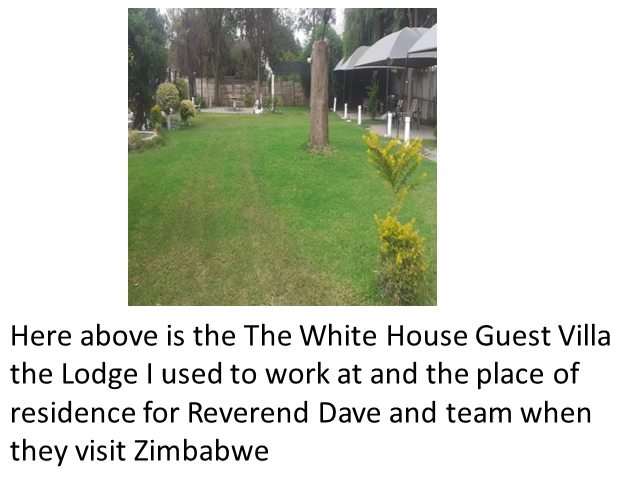 Here above is the The White House Guest Villa
the Lodge I used to work at and the place of
residence for Reverend Dave and team when
they visit Zimbabwe